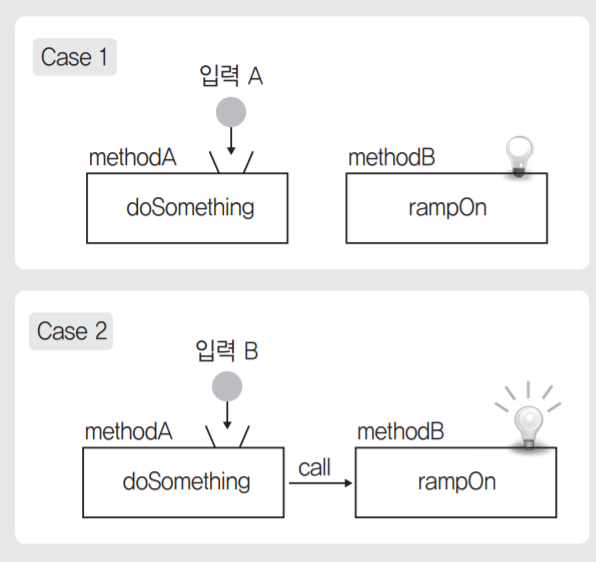 Case 1
입력 A
methodA
methodB
doSomething
rampOn
Case 2
입력 B
methodA
methodB
doSomething
call
rampOn